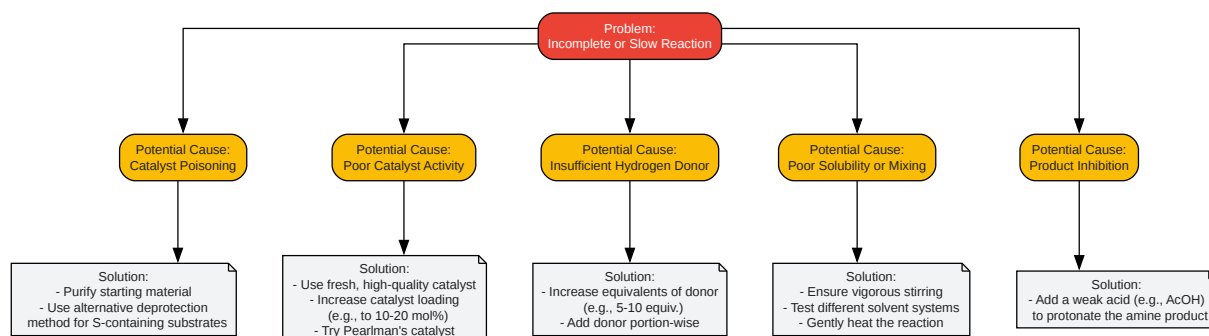 Problem:
Incomplete or Slow Reaction
Potential Cause:
Catalyst Poisoning
Potential Cause:
Poor Catalyst Activity
Potential Cause:
Insufficient Hydrogen Donor
Potential Cause:
Poor Solubility or Mixing
Potential Cause:
Product Inhibition
Solution:
- Purify starting material
- Use alternative deprotection
method for S-containing substrates
Solution:
- Use fresh, high-quality catalyst
- Increase catalyst loading
(e.g., to 10-20 mol%)
- Try Pearlman's catalyst
Solution:
- Increase equivalents of donor
(e.g., 5-10 equiv.)
- Add donor portion-wise
Solution:
- Ensure vigorous stirring
- Test different solvent systems
- Gently heat the reaction
Solution:
- Add a weak acid (e.g., AcOH)
to protonate the amine product